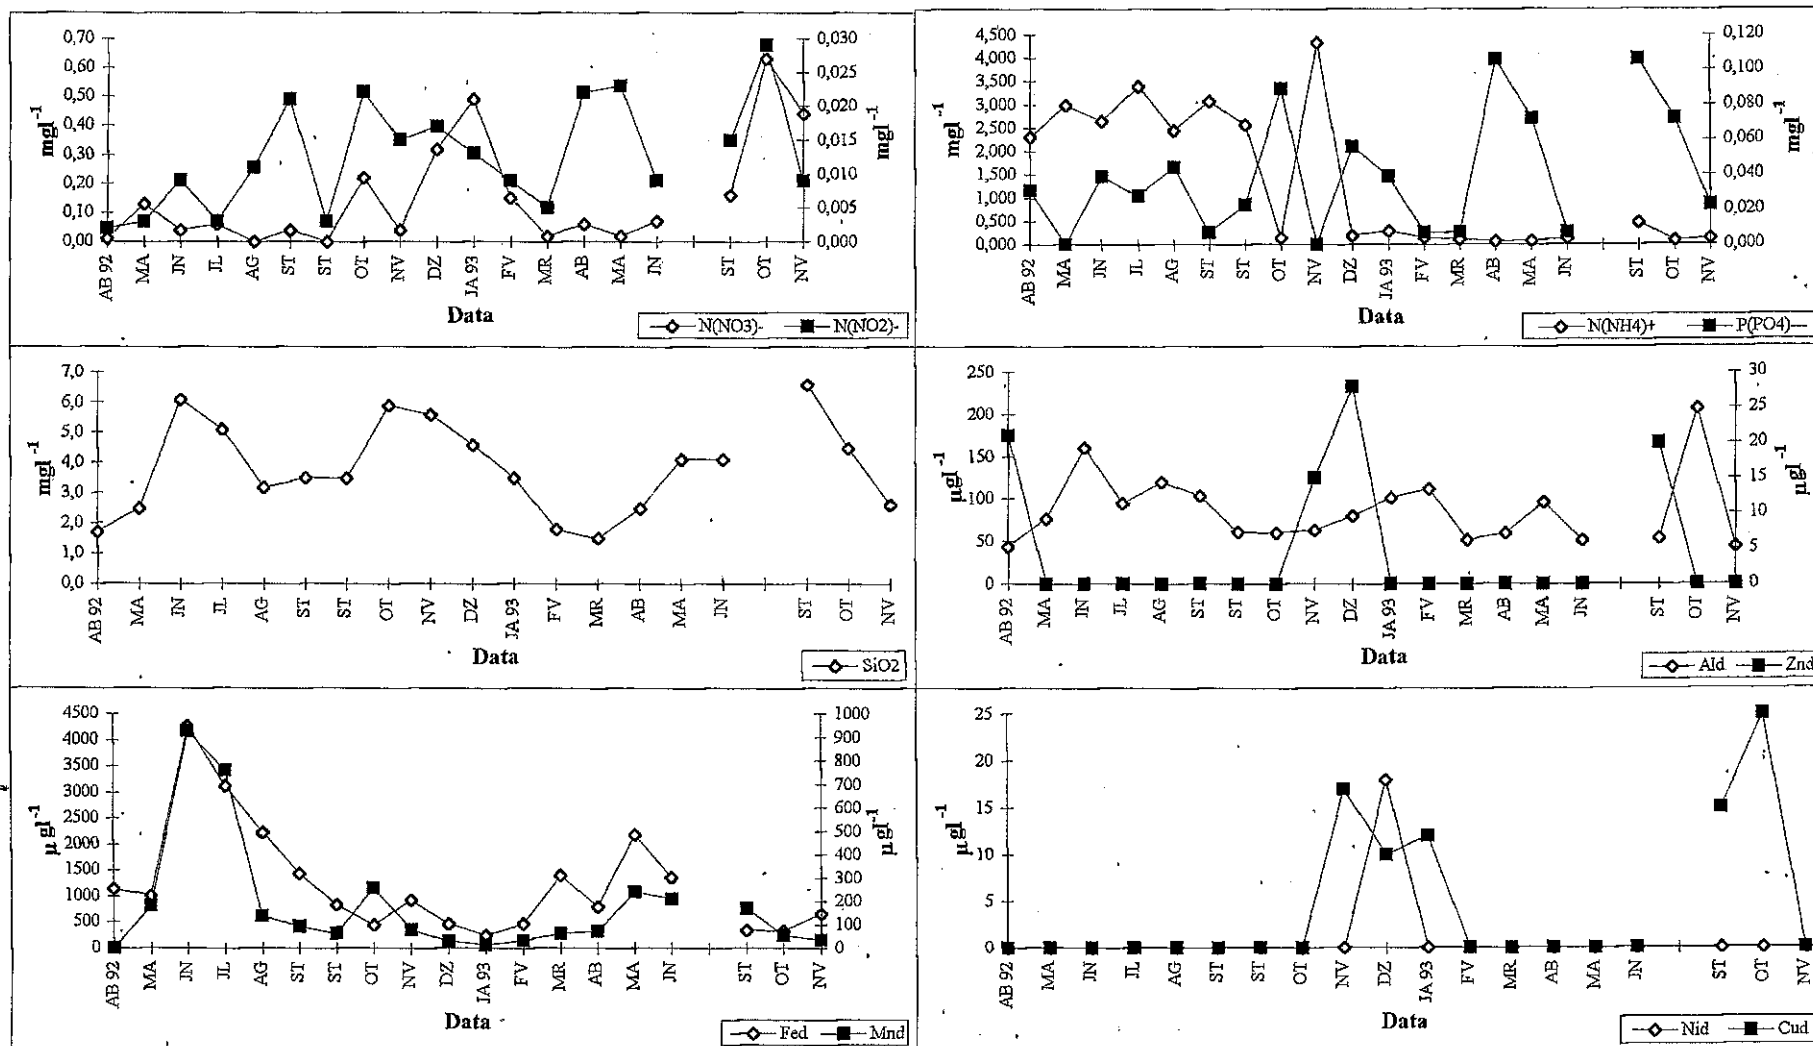 0,70
0,60
0,50
0,40
0,30
0,20
0,10
0,00
mgl-1
0,030
0,025
0,020
0,015
0,010
0,005
0,000
mgl-1
AB 92 MA JN JL AG ST ST OT NV DZ JA 93 FV MR AB MA JN ST OT NV
Data
N(NO3)- N(NO2)-
4,500
4,000
3,500
3,000
2,500
2,000
1,500
1,000
0,500
0,000
mgl-1
0,120
0,100
0,080
0,060
0,040
0,020
0,000
mgl-1
AB 92 MA JN JL AG ST ST OT NV DZ JA 93 FV MR AB MA JN ST OT NV
Data
N(NH4)+ P(PO4)---
7,0
6,0
5,0
4,0
3,0
2,0
1,0
0,0
mgl-1
AB 92 MA JN JL AG ST ST OT NV DZ JA 93 FV MR AB MA JN ST OT NV
Data
SiO2
250
200
150
100
50
0
µgl-1
30
25
20
15
10
5
0
µgl-1
AB 92 MA JN JL AG ST ST OT NV DZ JA 93 FV MR AB MA JN ST OT NV
Data
Ald Znd
4500
4000
3500
3000
2500
2000
1500
1000
500
0
µ gl-1
1000
900
800
700
600
500
400
300
200
100
0
µgl-1
AB 92 MA JN JL AG ST ST OT NV DZ JA 93 FV MR AB MA JN ST OT NV
Data
Fed Mnd
25
20
15
10
5
0
µgl-1
AB 92 MA JN JL AG ST ST OT NV DZ JA 93 FV MR AB MA JN ST OT NV
Data
Nid Cud